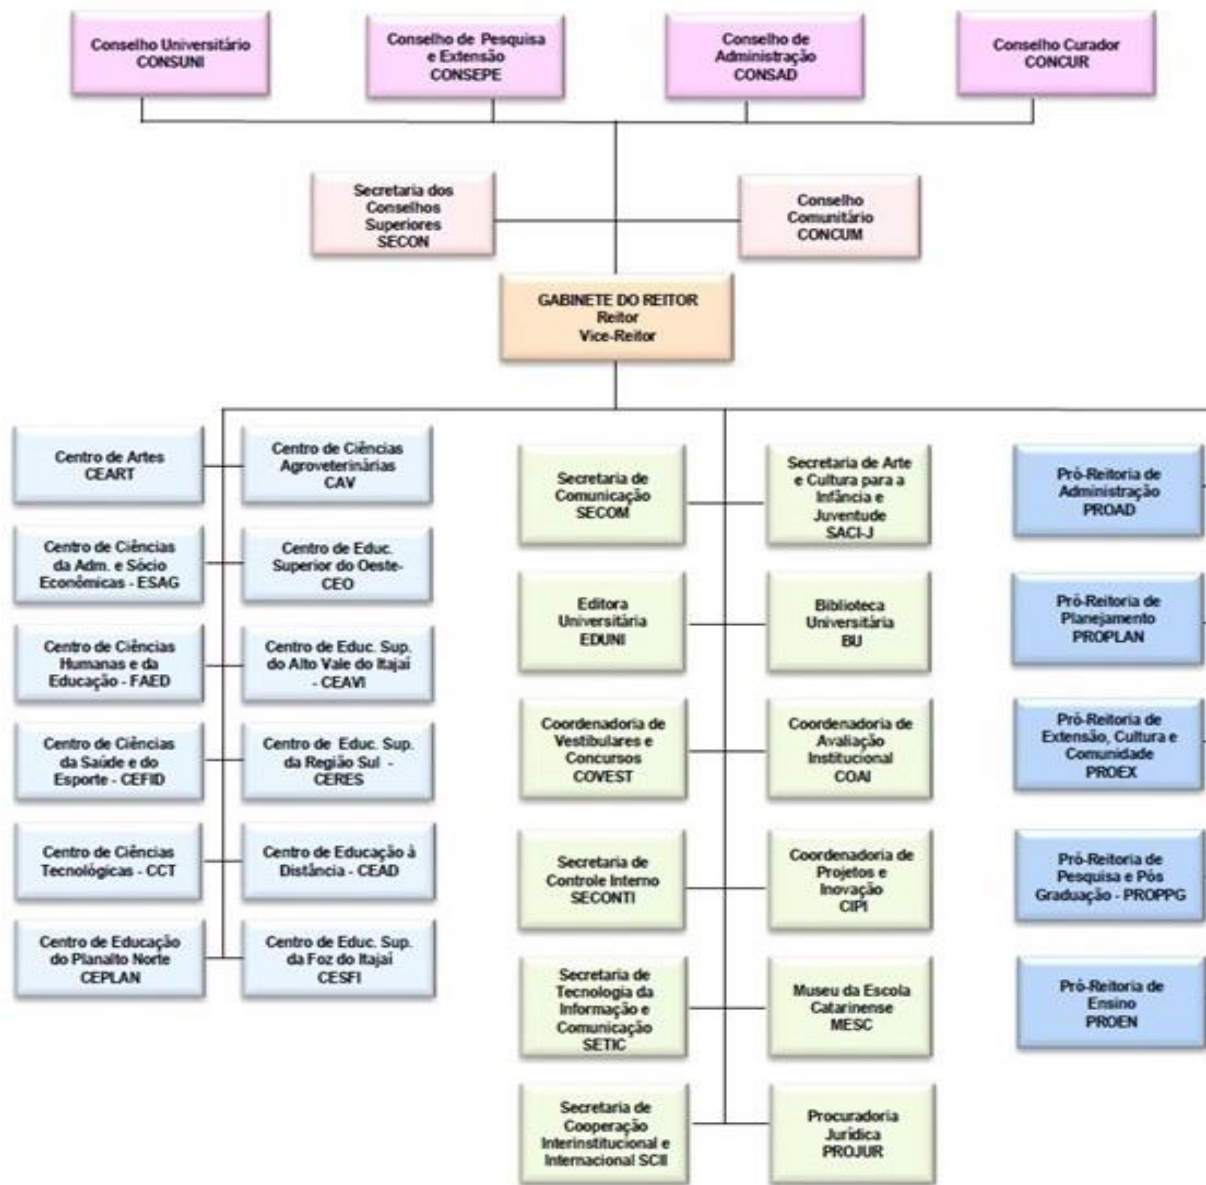 Conselho Universitário
CONSUNI
Conselho de Pesquisa
e Extensão
CONSEPE
Conselho de
Administração
CONSAD
Conselho Curador
CONCUR
Secretaria dos
Conselhos
Superiores
SECON
Conselho
Comunitário
CONCUM
GABINETE DO REITOR
Reitor
Vice-Reitor
Centro de Artes
CEART
Centro de Ciências
Agroveterinárias
CAV
Centro de Ciências
da Adm. e Sócio
Econômicas - ESAG
Centro de Educ.
Superior do Oeste-
CEO
Centro de Ciências
Humanas e da
Educação - FAED
Centro de Educ. Sup.
do Alto Vale do Itajaí
- CEAVI
Centro de Ciências
da Saúde e do
Esporte - CEFID
Centro de Educ. Sup.
da Região Sul -
CERES
Centro de Ciências
Tecnológicas - CCT
Centro de Educação à
Distância - CEAD
Centro de Educação
do Planalto Norte
CEPLAN
Centro de Educ. Sup.
da Foz do Itajaí
CESFI
Secretaria de
Comunicação
SECOM
Secretaria de Arte
e Cultura para a
Infância e
Juventude
SACI-J
Editora
Universitária
EDUNI
Biblioteca
Universitária
BU
Coordenadoria de
Vestibulares e
Concursos
COVEST
Coordenadoria de
Avaliação
Institucional
COAI
Secretaria de
Controle Interno
SECONTI
Coordenadoria de
Projetos e
Inovação
CIPI
Secretaria de
Tecnologia da
Informação e
Comunicação
SETIC
Museu da Escola
Catarinense
MESC
Secretaria de
Cooperação
Interinstitucional e
Internacional SCII
Procuradoria
Jurídica
PROJUR
Pró-Reitoria de
Administração
PROAD
Pró-Reitoria de
Planejamento
PROPLAN
Pró-Reitoria de
Extensão, Cultura e
Comunidade
PROEX
Pró-Reitoria de
Pesquisa e Pós
Graduação - PROPPG
Pró-Reitoria de
Ensino
PROEN